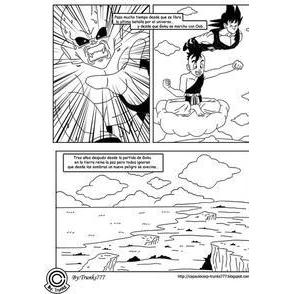 Paso mucho tiempo desde que se libro
la ultima batalla por el universo...
y desde que Goku se marcho con Oob...
Tres años después desde la partida de Goku
en la tierra reina la paz pero todos ignoran
que desde las sombras un nuevo peligro se avecina.
C
By:Trunks777